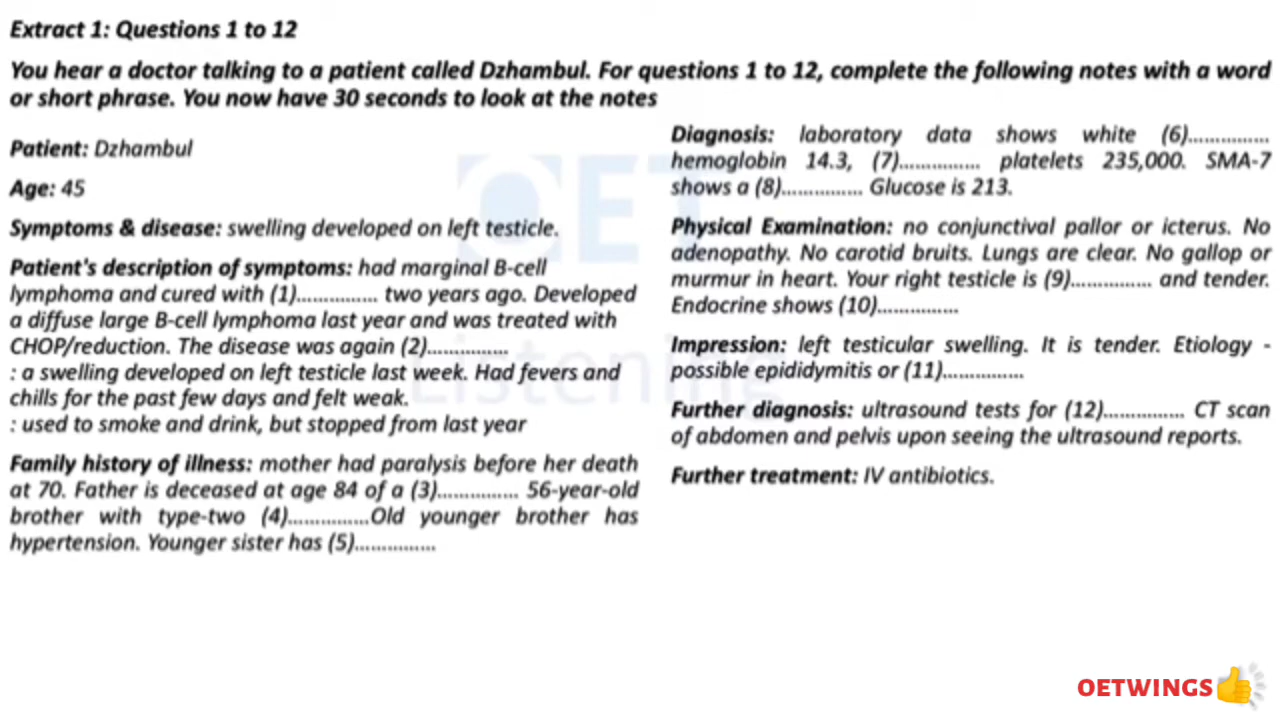 Extract 1: Questions 1 to 12
You hear a doctor talking to a patient called Dzhambul. For questions 1 to 12, complete the following notes with a word
or short phrase. You now have 30 seconds to look at the notes
Patient: Dzhambul
Age: 45
Symptoms & disease: swelling developed on left testicle.
Patient's description of symptoms: had marginal B-cell
lymphoma and cured with (1)............... two years ago. Developed
a diffuse large B-cell lymphoma last year and was treated with
CHOP/reduction. The disease was again (2)...............
: a swelling developed on left testicle last week. Had fevers and
chills for the past few days and felt weak.
: used to smoke and drink, but stopped from last year
Family history of illness: mother had paralysis before her death
at 70. Father is deceased at age 84 of a (3)............... 56-year-old
brother with type-two (4)...............Old younger brother has
hypertension. Younger sister has (5)...............
Diagnosis: laboratory data shows white (6)...............
hemoglobin 14.3, (7)............... platelets 235,000. SMA-7
shows a (8)............... Glucose is 213.
Physical Examination: no conjunctival pallor or icterus. No
adenopathy. No carotid bruits. Lungs are clear. No gallop or
murmur in heart. Your right testicle is (9)............... and tender.
Endocrine shows (10)...............
Impression: left testicular swelling. It is tender. Etiology -
possible epididymitis or (11)...............
Further diagnosis: ultrasound tests for (12)............... CT scan
of abdomen and pelvis upon seeing the ultrasound reports.
Further treatment: IV antibiotics.
OET
Listening
OETWINGS